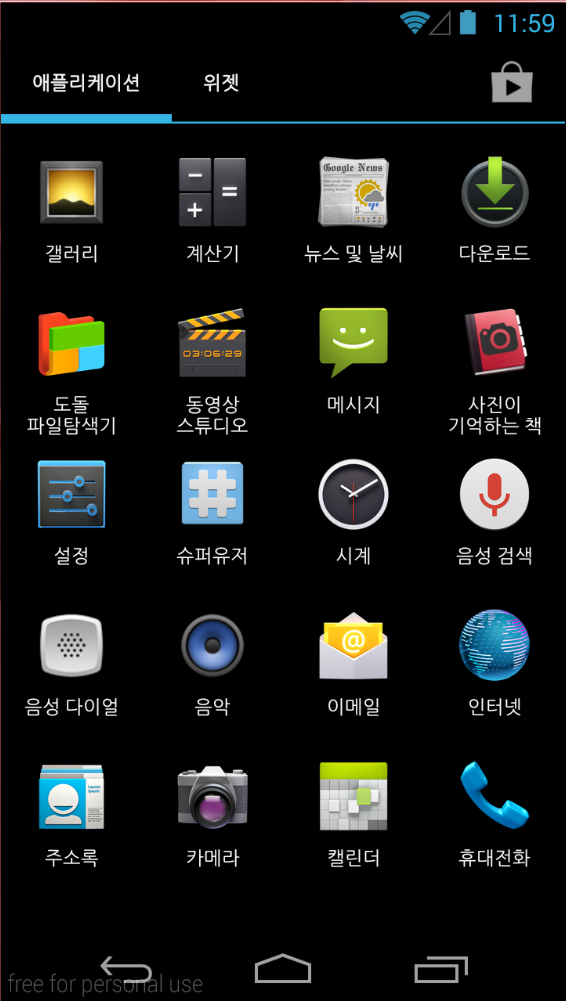 11:59
애플리케이션 위젯
Google News
갤러리 계산기 뉴스 및 날씨 다운로드
03:06:29
도돌 동영상 메시지 사진이
파일탐색기 스튜디오 기억하는 책
설정 슈퍼유저 시계 음성 검색
음성 다이얼 음악 이메일 인터넷
주소록 카메라 캘린더 휴대전화
free for personal use